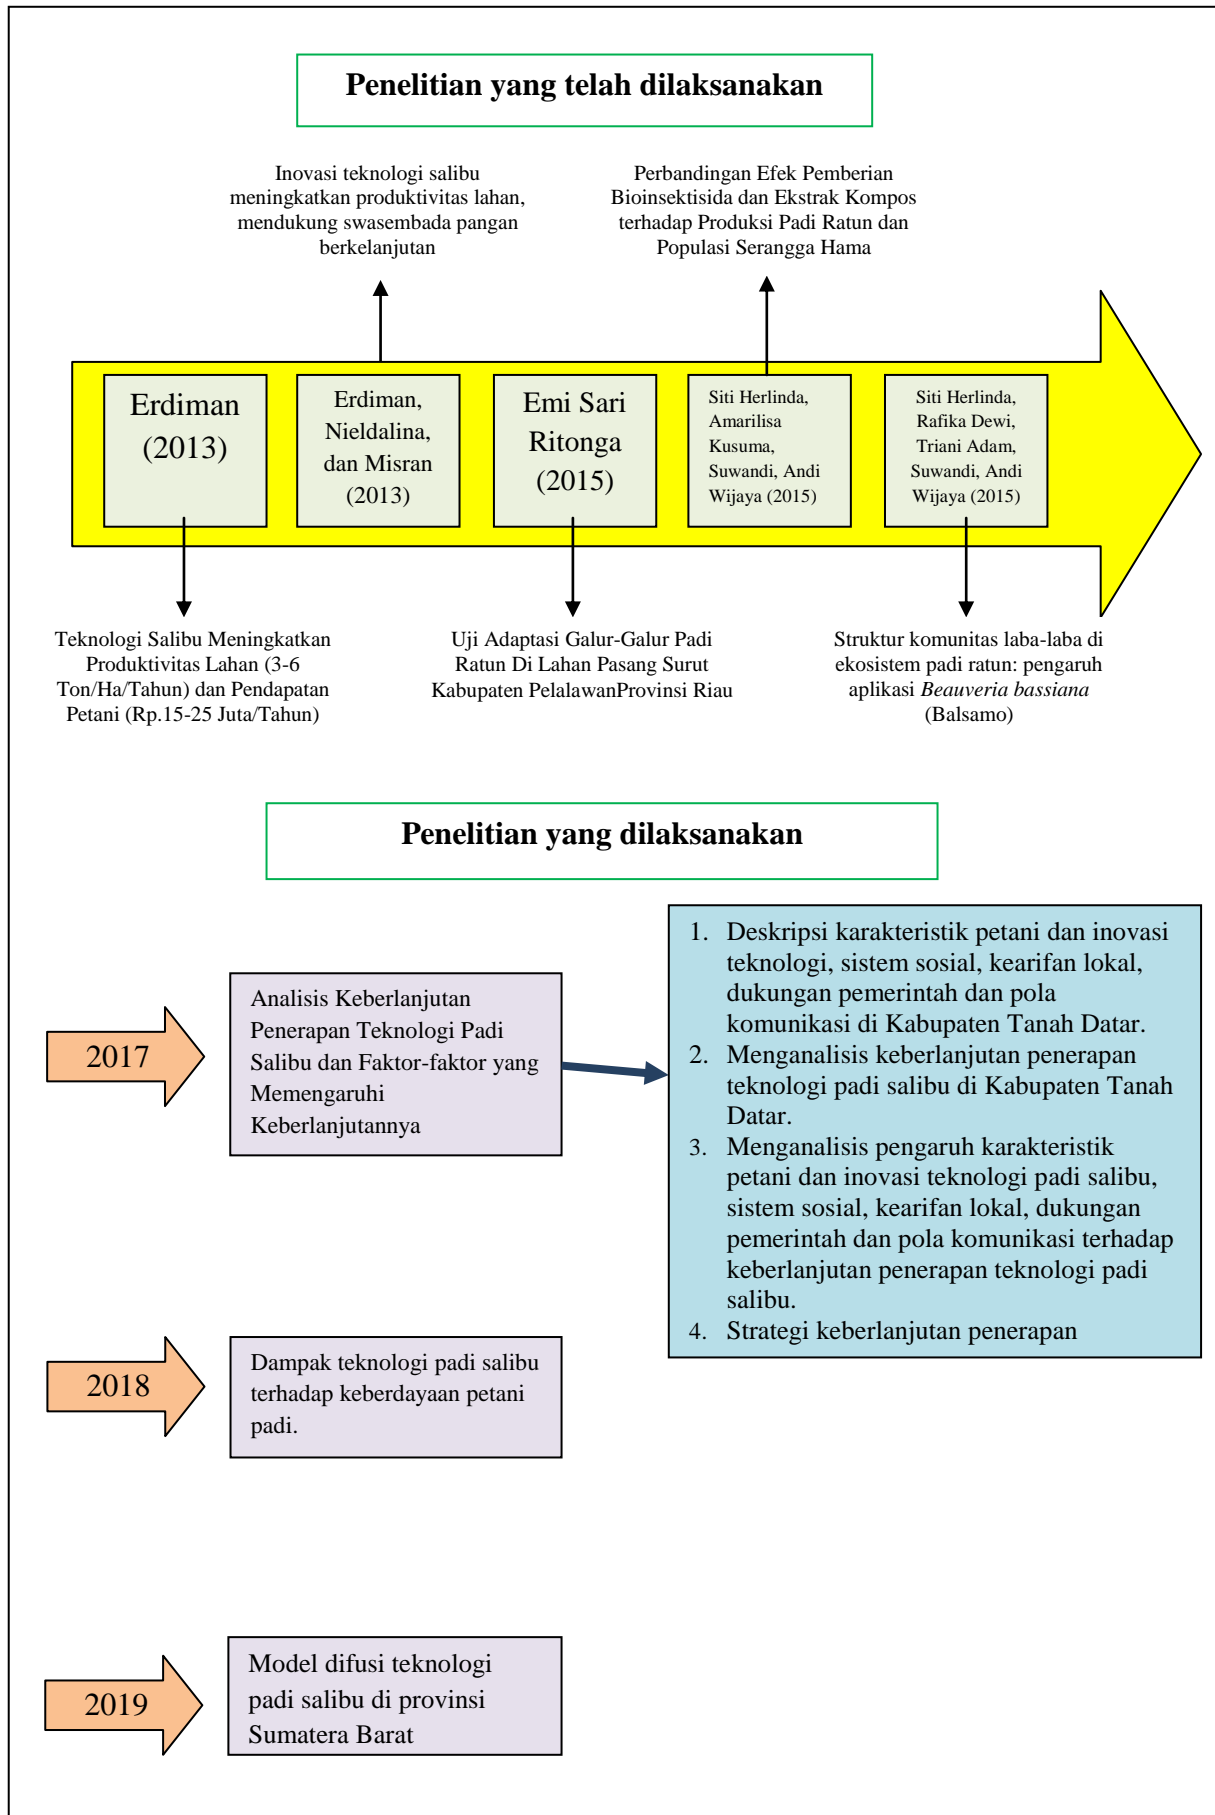 Penelitian yang telah dilaksanakan
Inovasi teknologi salibu
meningkatkan produktivitas lahan,
mendukung swasembada pangan
berkelanjutan
Perbandingan Efek Pemberian
Bioinsektisida dan Ekstrak Kompos
terhadap Produksi Padi Ratun dan
Populasi Serangga Hama
Erdiman
(2013)
Erdiman,
Nieldalina,
dan Misran
(2013)
Emi Sari
Ritonga
(2015)
Siti Herlinda,
Amarilisa
Kusuma,
Suwandi, Andi
Wijaya (2015)
Siti Herlinda,
Rafika Dewi,
Triani Adam,
Suwandi, Andi
Wijaya (2015)
Teknologi Salibu Meningkatkan
Produktivitas Lahan (3-6
Ton/Ha/Tahun) dan Pendapatan
Petani (Rp.15-25 Juta/Tahun)
Uji Adaptasi Galur-Galur Padi
Ratun Di Lahan Pasang Surut
Kabupaten PelalawanProvinsi Riau
Struktur komunitas laba-laba di
ekosistem padi ratun: pengaruh
aplikasi Beauveria bassiana
(Balsamo)
Penelitian yang dilaksanakan
2017
Analisis Keberlanjutan
Penerapan Teknologi Padi
Salibu dan Faktor-faktor yang
Memengaruhi
Keberlanjutannya
1. Deskripsi karakteristik petani dan inovasi
teknologi, sistem sosial, kearifan lokal,
dukungan pemerintah dan pola
komunikasi di Kabupaten Tanah Datar.
2. Menganalisis keberlanjutan penerapan
teknologi padi salibu di Kabupaten Tanah
Datar.
3. Menganalisis pengaruh karakteristik
petani dan inovasi teknologi padi salibu,
sistem sosial, kearifan lokal, dukungan
pemerintah dan pola komunikasi terhadap
keberlanjutan penerapan teknologi padi
salibu.
4. Strategi keberlanjutan penerapan
2018
Dampak teknologi padi salibu
terhadap keberdayaan petani
padi.
2019
Model difusi teknologi
padi salibu di provinsi
Sumatera Barat